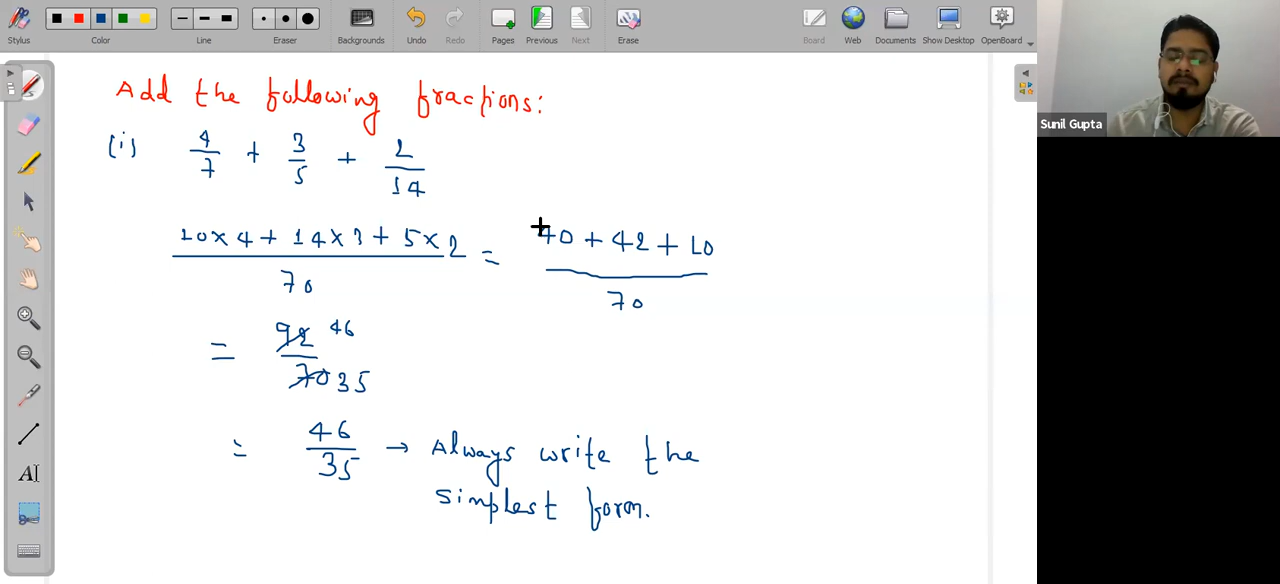 Stylus
Color
Line
Eraser
Backgrounds
Undo
Redo
Pages
Previous
Next
Erase
Board
Web
Documents
Show Desktop
OpenBoard
Sunil Gupta
Add the following fractions:
(i) 4/7 + 3/5 + 2/14
10×4 + 14×3 + 5×2 / 70 = 40 + 42 + 10 / 70
= 92/70 46 35
= 46/35 → Always write the
simplest form.